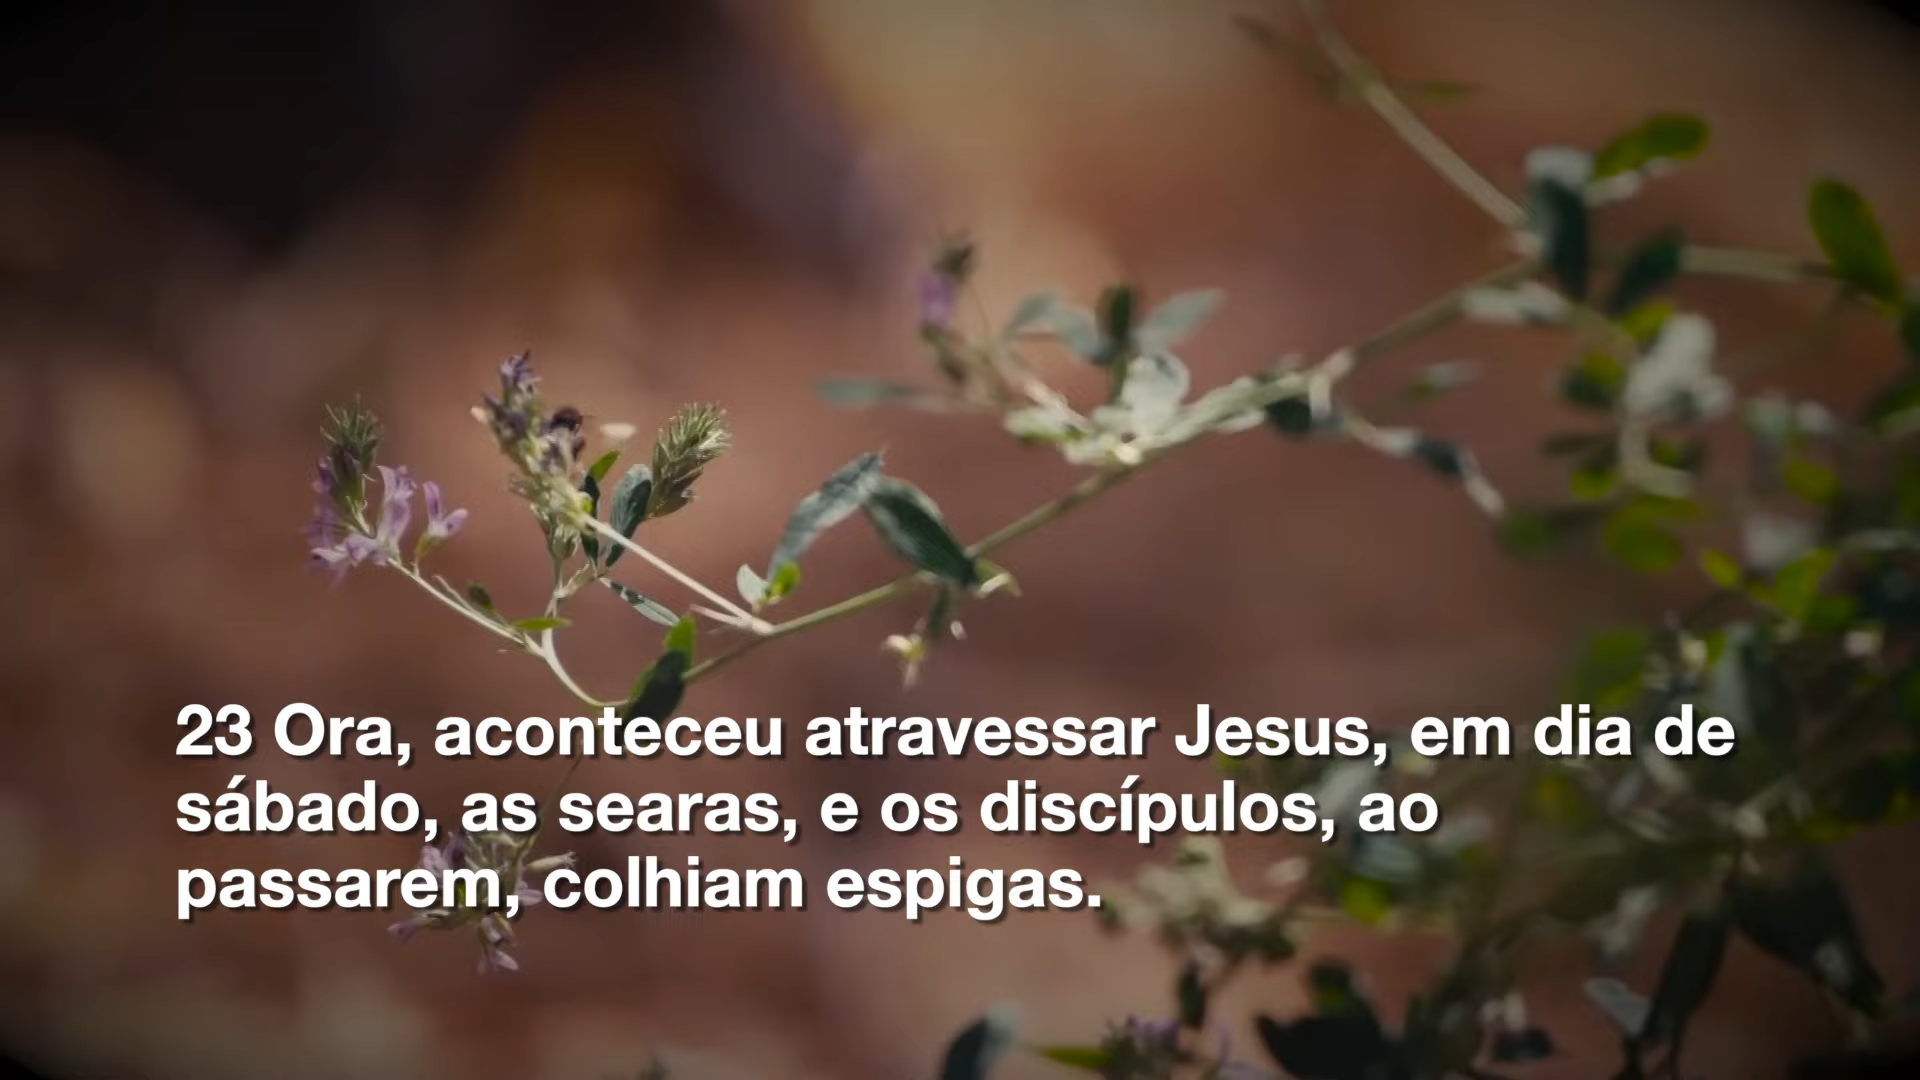 23 Ora, aconteceu atravessar Jesus, em dia de
sábado, as searas, e os discípulos, ao
passarem, colhiam espigas.